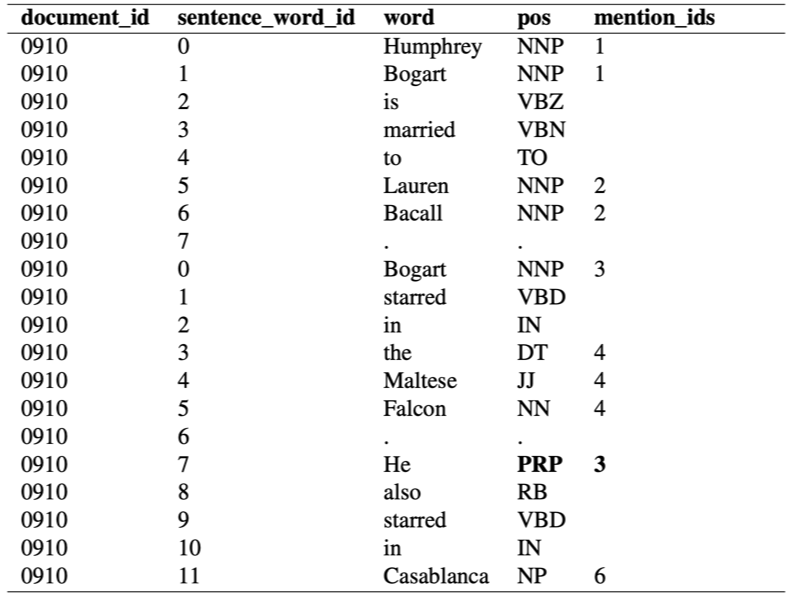 document_id sentence_word_id word pos mention_ids
0910 0 Humphrey NNP 1
0910 1 Bogart NNP 1
0910 2 is VBZ
0910 3 married VBN
0910 4 to TO
0910 5 Lauren NNP 2
0910 6 Bacall NNP 2
0910 7 . .
0910 0 Bogart NNP 3
0910 1 starred VBD
0910 2 in IN
0910 3 the DT 4
0910 4 Maltese JJ 4
0910 5 Falcon NN 4
0910 6 . .
0910 7 He PRP 3
0910 8 also RB
0910 9 starred VBD
0910 10 in IN
0910 11 Casablanca NP 6